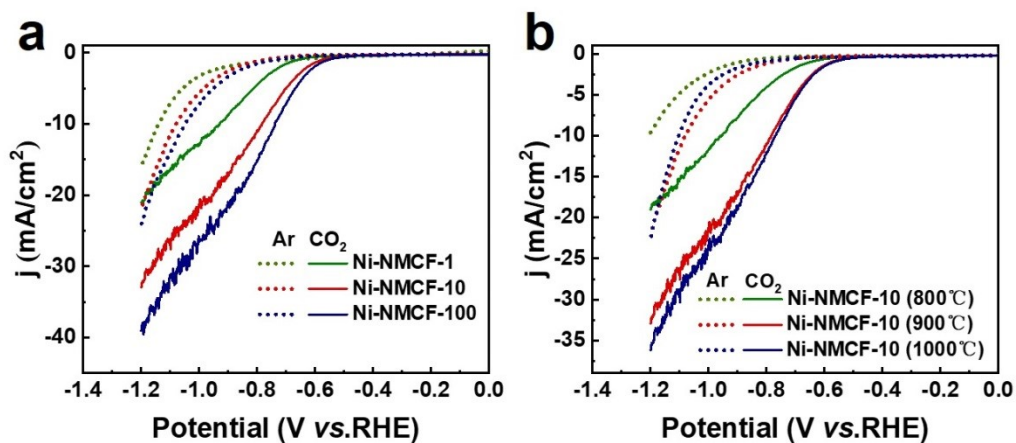 a
0
-10
-20
-30
-40
j (mA/cm²)
Ar CO₂
Ni-NMCF-1
Ni-NMCF-10
Ni-NMCF-100
-1.4 -1.2 -1.0 -0.8 -0.6 -0.4 -0.2 0.0
Potential (V vs.RHE)
b
0
-5
-10
-15
-20
-25
-30
-35
j (mA/cm²)
Ar CO₂
Ni-NMCF-10 (800℃)
Ni-NMCF-10 (900℃)
Ni-NMCF-10 (1000℃)
-1.4 -1.2 -1.0 -0.8 -0.6 -0.4 -0.2 0.0
Potential (V vs.RHE)